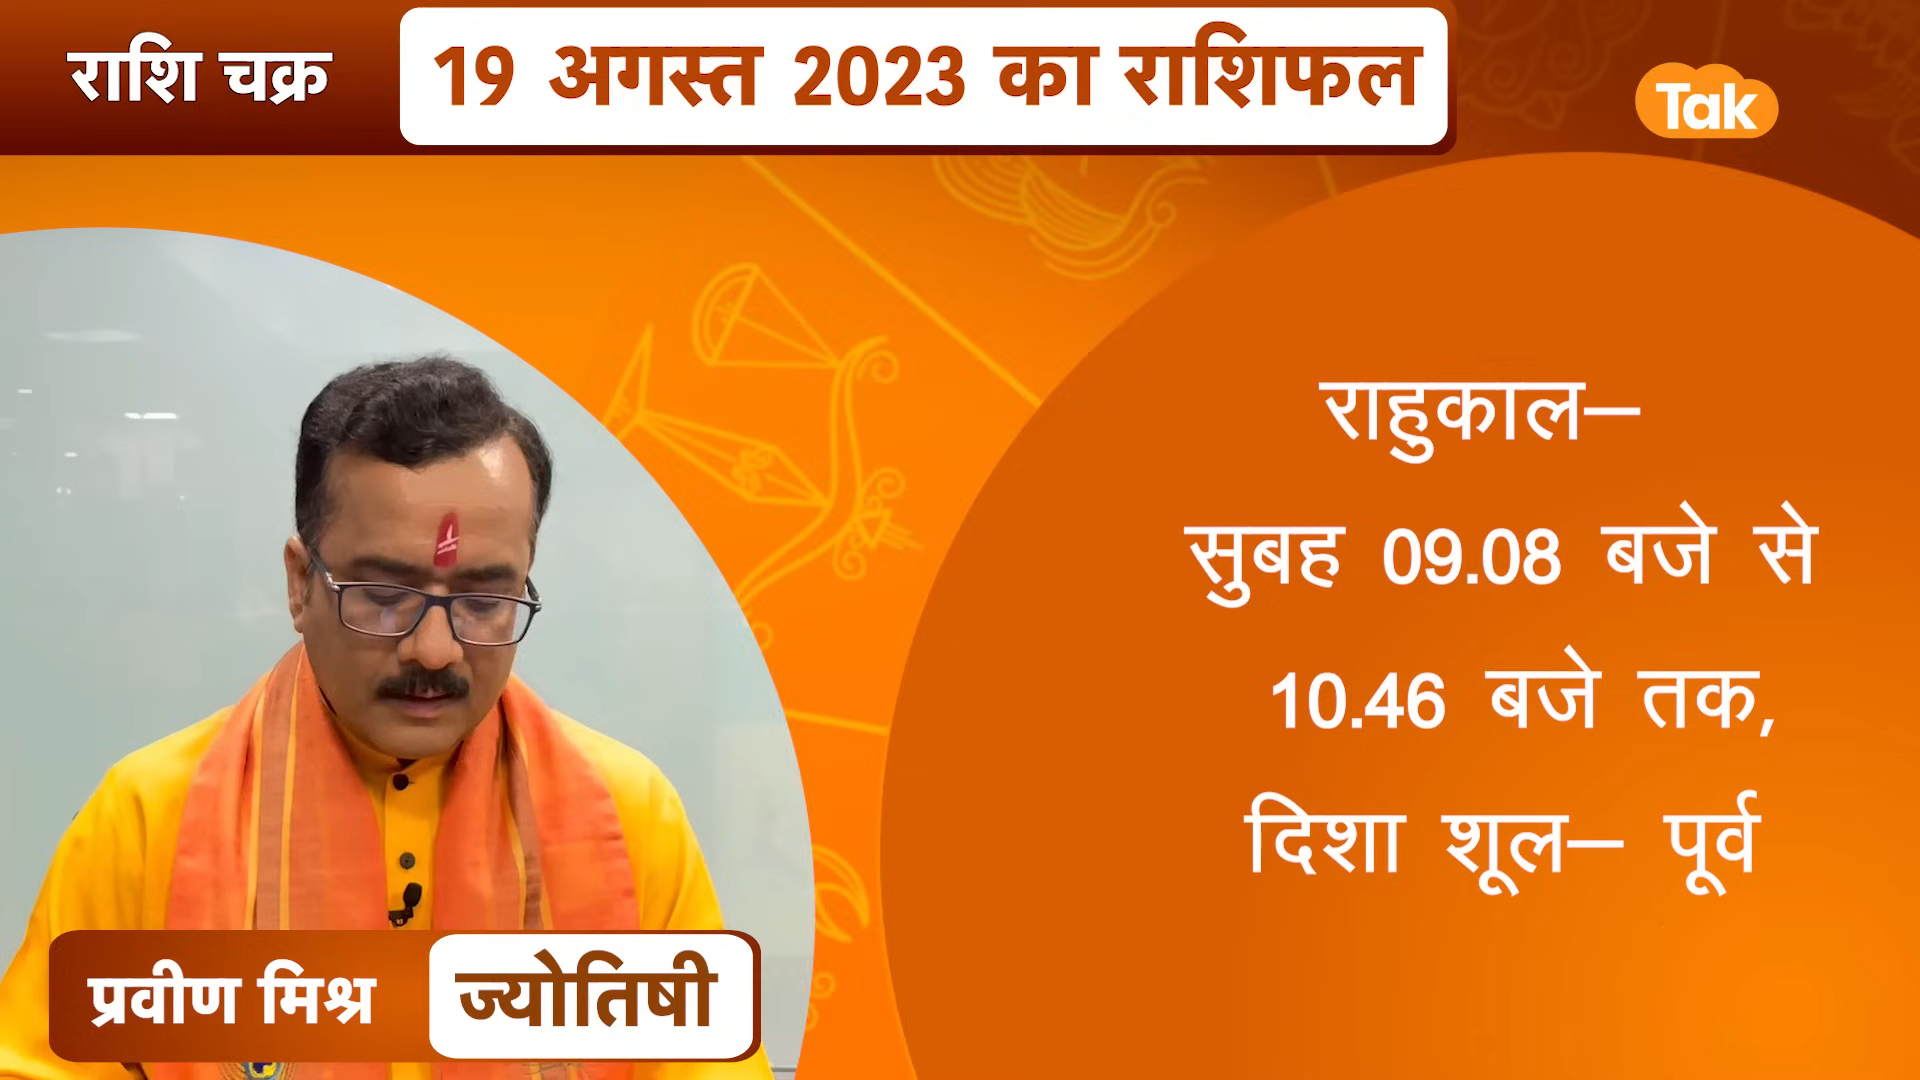 राशि चक्र
19 अगस्त 2023 का राशिफल
Tak
राहुकाल–
सुबह 09.08 बजे से
10.46 बजे तक,
दिशा शूल– पूर्व
प्रवीण मिश्र
ज्योतिषी